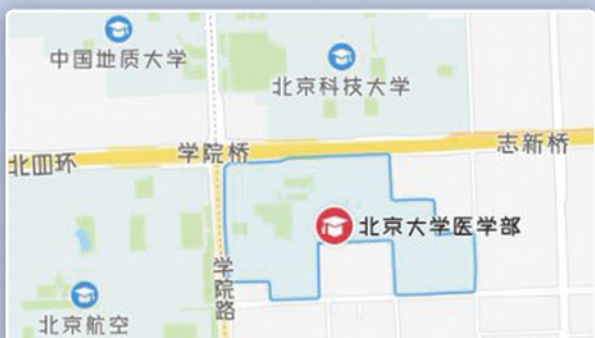 中国地质大学
北京科技大学
北四环
学院桥
志新桥
北京大学医学部
学院路
北京航空